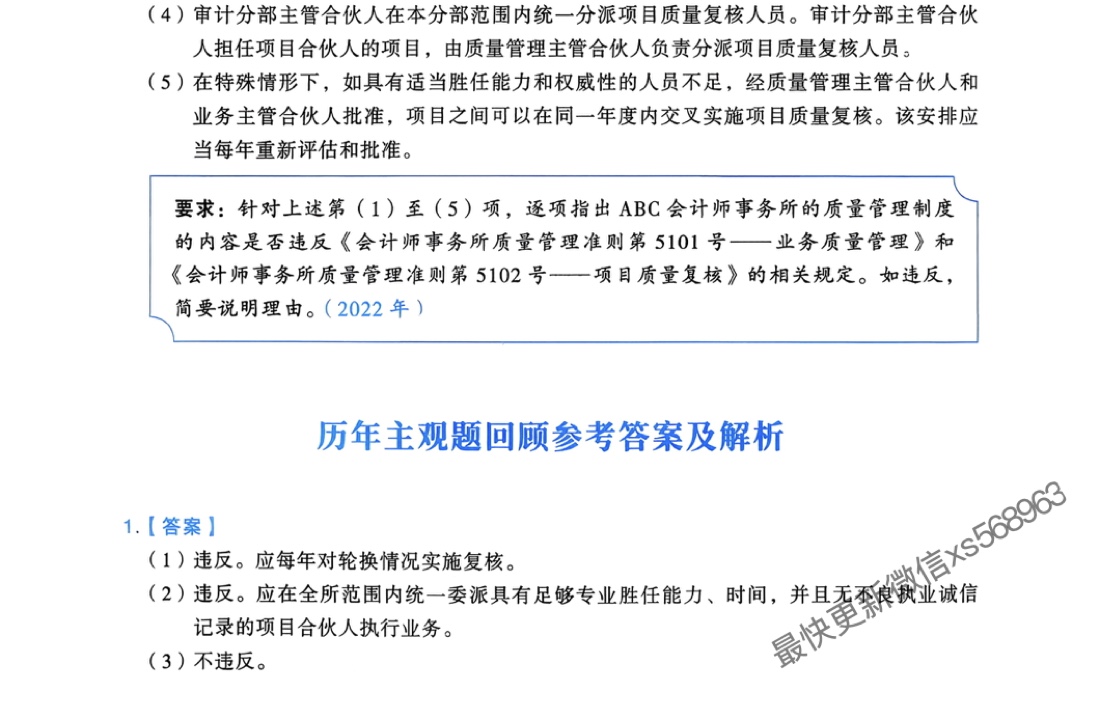 （4）审计分部主管合伙人在本分部范围内统一分派项目质量复核人员。审计分部主管合伙
人担任项目合伙人的项目，由质量管理主管合伙人负责分派项目质量复核人员。
（5）在特殊情形下，如具有适当胜任能力和权威性的人员不足，经质量管理主管合伙人和
业务主管合伙人批准，项目之间可以在同一年度内交叉实施项目质量复核。该安排应
当每年重新评估和批准。
要求：针对上述第（1）至（5）项，逐项指出 ABC 会计师事务所的质量管理制度
的内容是否违反《会计师事务所质量管理准则第 5101 号——业务质量管理》和
《会计师事务所质量管理准则第 5102 号——项目质量复核》的相关规定。如违反，
简要说明理由。（2022 年）
历年主观题回顾参考答案及解析
1.【答案】
（1）违反。应每年对轮换情况实施复核。
（2）违反。应在全所范围内统一委派具有足够专业胜任能力、时间，并且无不良执业诚信
记录的项目合伙人执行业务。
（3）不违反。
最快更新微信xs568963